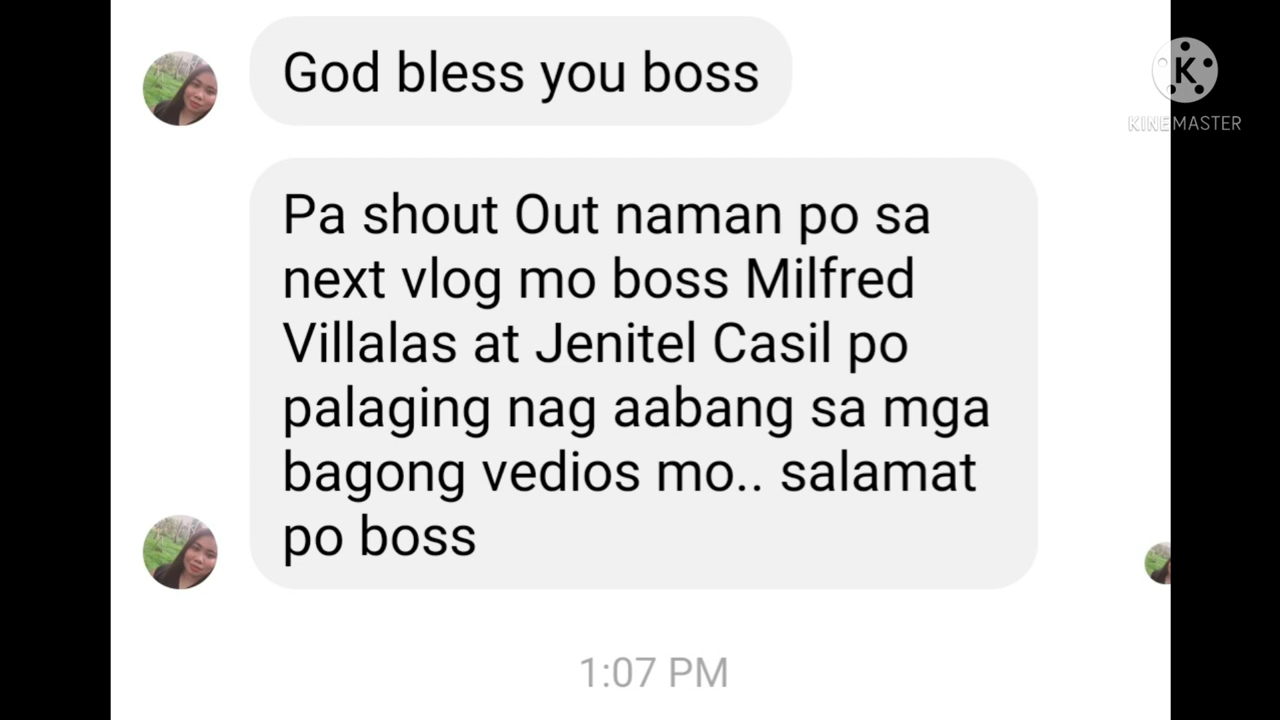 God bless you boss
Pa shout Out naman po sa
next vlog mo boss Milfred
Villalas at Jenitel Casil po
palaging nag aabang sa mga
bagong vedios mo.. salamat
po boss
1:07 PM
K
KINEMASTER